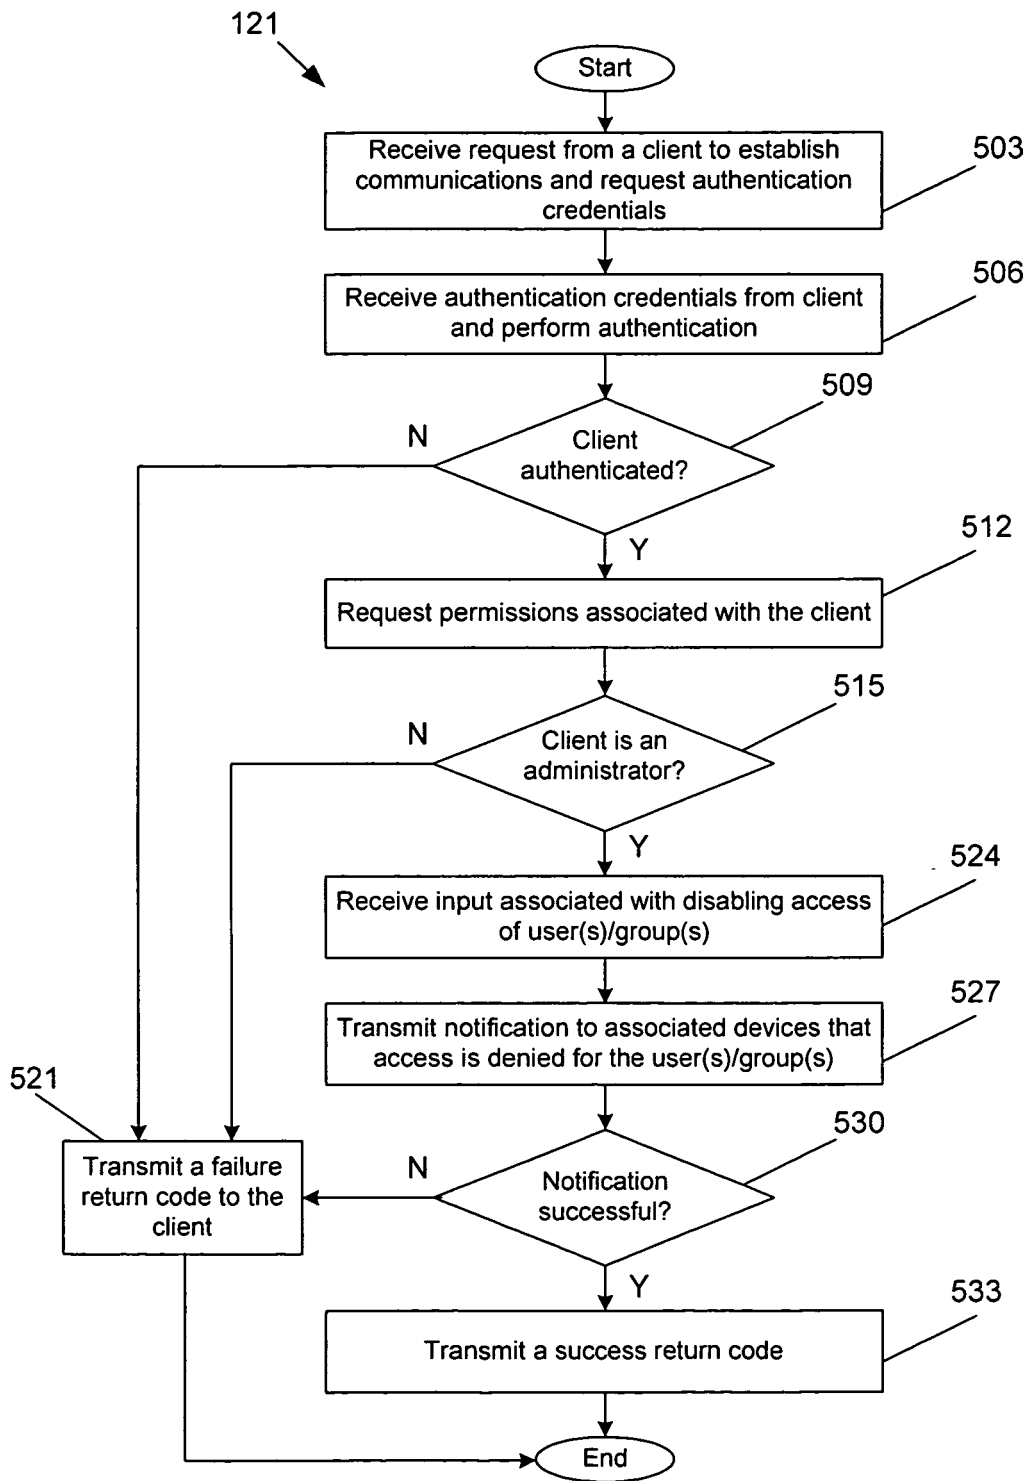 121
Start
Receive request from a client to establish
communications and request authentication
credentials
503
Receive authentication credentials from client
and perform authentication
506
509
N
Client
authenticated?
Y
512
Request permissions associated with the client
515
N
Client is an
administrator?
Y
524
Receive input associated with disabling access
of user(s)/group(s)
527
Transmit notification to associated devices that
access is denied for the user(s)/group(s)
521
530
Transmit a failure
return code to the
client
N
Notification
successful?
Y
533
Transmit a success return code
End